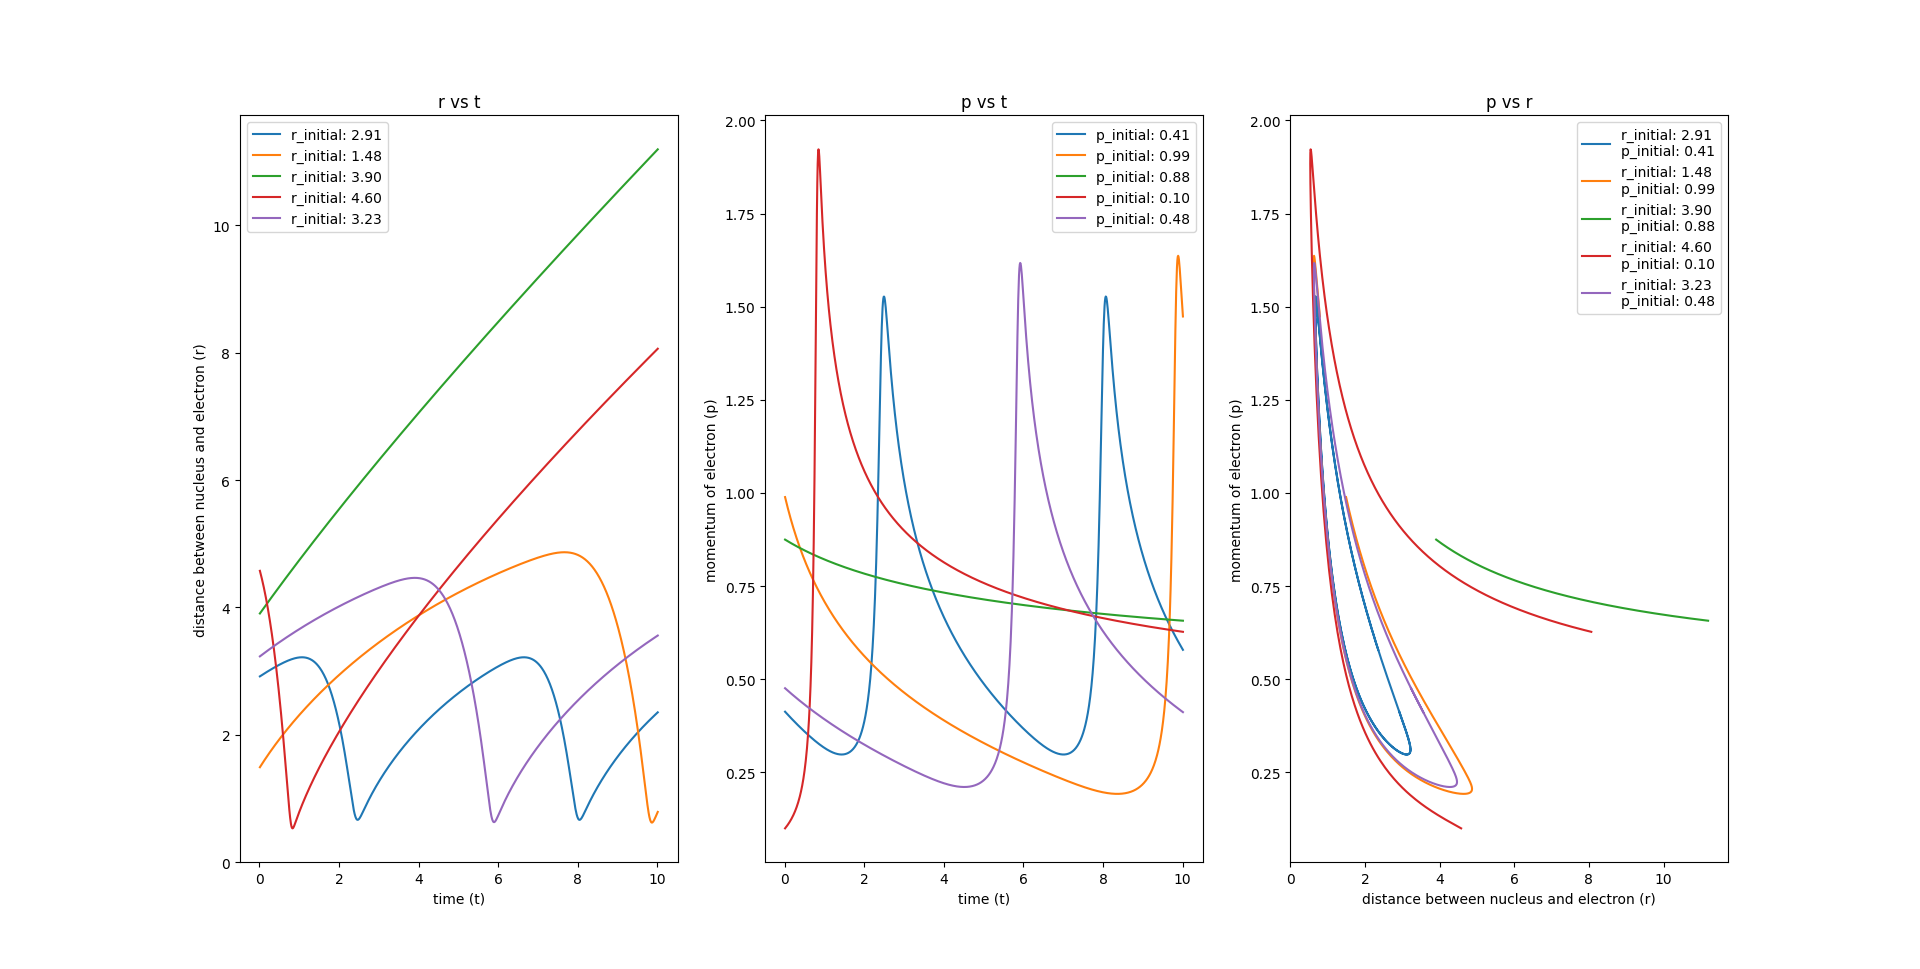 r vs t
r_initial: 2.91
r_initial: 1.48
r_initial: 3.90
r_initial: 4.60
r_initial: 3.23
distance between nucleus and electron (r)
10
8
6
4
2
0
0 2 4 6 8 10
time (t)
p vs t
p_initial: 0.41
p_initial: 0.99
p_initial: 0.88
p_initial: 0.10
p_initial: 0.48
momentum of electron (p)
2.00
1.75
1.50
1.25
1.00
0.75
0.50
0.25
0 2 4 6 8 10
time (t)
p vs r
r_initial: 2.91
p_initial: 0.41
r_initial: 1.48
p_initial: 0.99
r_initial: 3.90
p_initial: 0.88
r_initial: 4.60
p_initial: 0.10
r_initial: 3.23
p_initial: 0.48
momentum of electron (p)
2.00
1.75
1.50
1.25
1.00
0.75
0.50
0.25
0 2 4 6 8 10
distance between nucleus and electron (r)